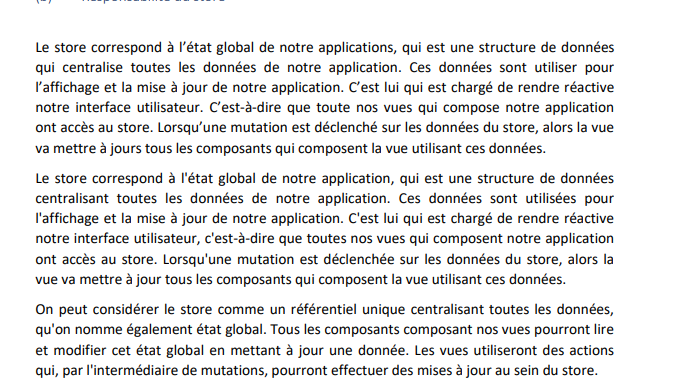 Le store correspond à l’état global de notre applications, qui est une structure de données
qui centralise toutes les données de notre application. Ces données sont utiliser pour
l’affichage et la mise à jour de notre application. C’est lui qui est chargé de rendre réactive
notre interface utilisateur. C’est-à-dire que toute nos vues qui compose notre application
ont accès au store. Lorsqu’une mutation est déclenché sur les données du store, alors la vue
va mettre à jours tous les composants qui composent la vue utilisant ces données.
Le store correspond à l'état global de notre application, qui est une structure de données
centralisant toutes les données de notre application. Ces données sont utilisées pour
l'affichage et la mise à jour de notre application. C'est lui qui est chargé de rendre réactive
notre interface utilisateur, c'est-à-dire que toutes nos vues qui composent notre application
ont accès au store. Lorsqu'une mutation est déclenchée sur les données du store, alors la
vue va mettre à jour tous les composants qui composent la vue utilisant ces données.
On peut considérer le store comme un référentiel unique centralisant toutes les données,
qu'on nomme également état global. Tous les composants composant nos vues pourront lire
et modifier cet état global en mettant à jour une donnée. Les vues utiliseront des actions
qui, par l'intermédiaire de mutations, pourront effectuer des mises à jour au sein du store.